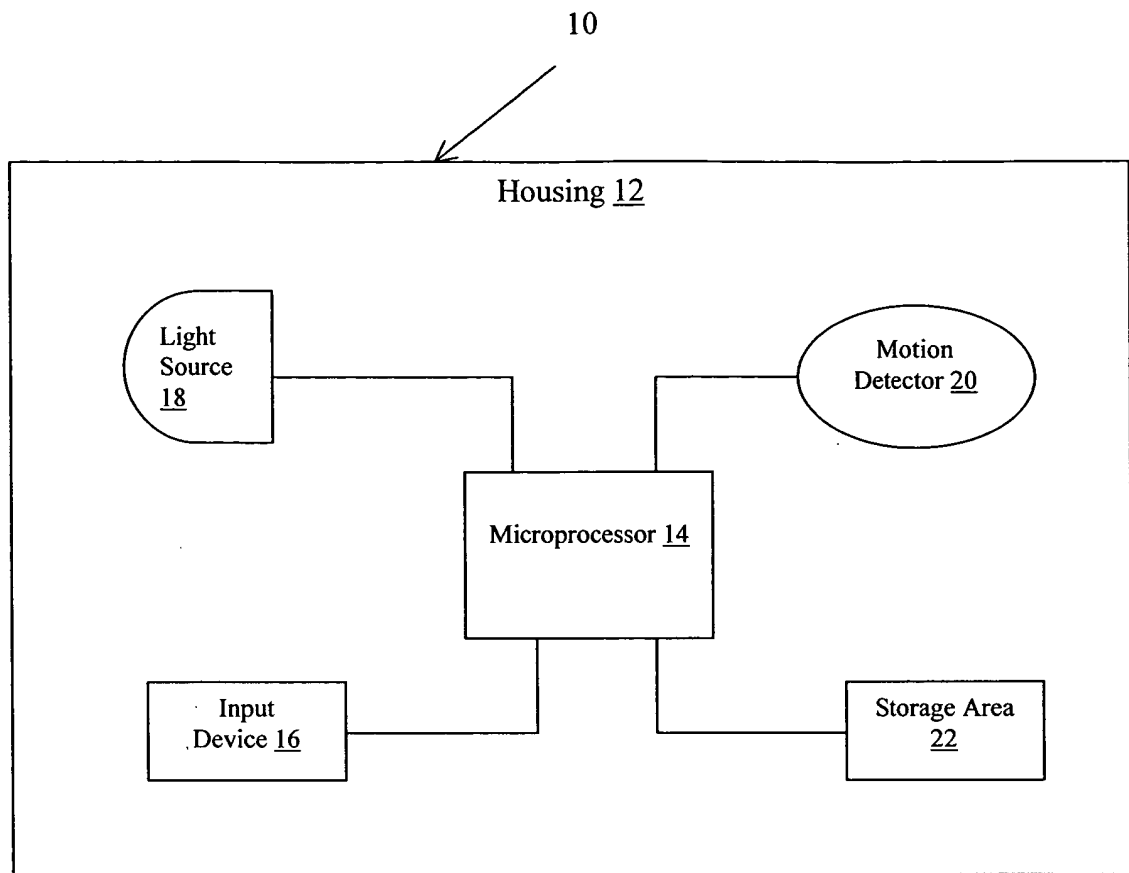 10
Housing 12
Light
Source
18
Motion
Detector 20
Microprocessor 14
Input
Device 16
Storage Area
22